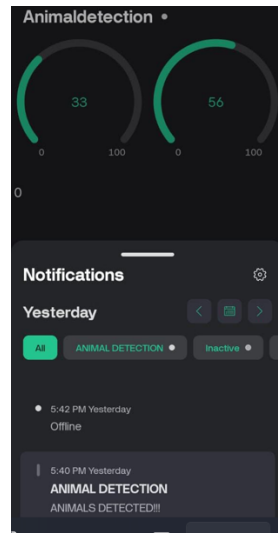 Animaldetection
33 56
0 100 0 100
0
Notifications
Yesterday
All ANIMAL DETECTION Inactive
5:42 PM Yesterday
Offline
5:40 PM Yesterday
ANIMAL DETECTION
ANIMALS DETECTED!!!